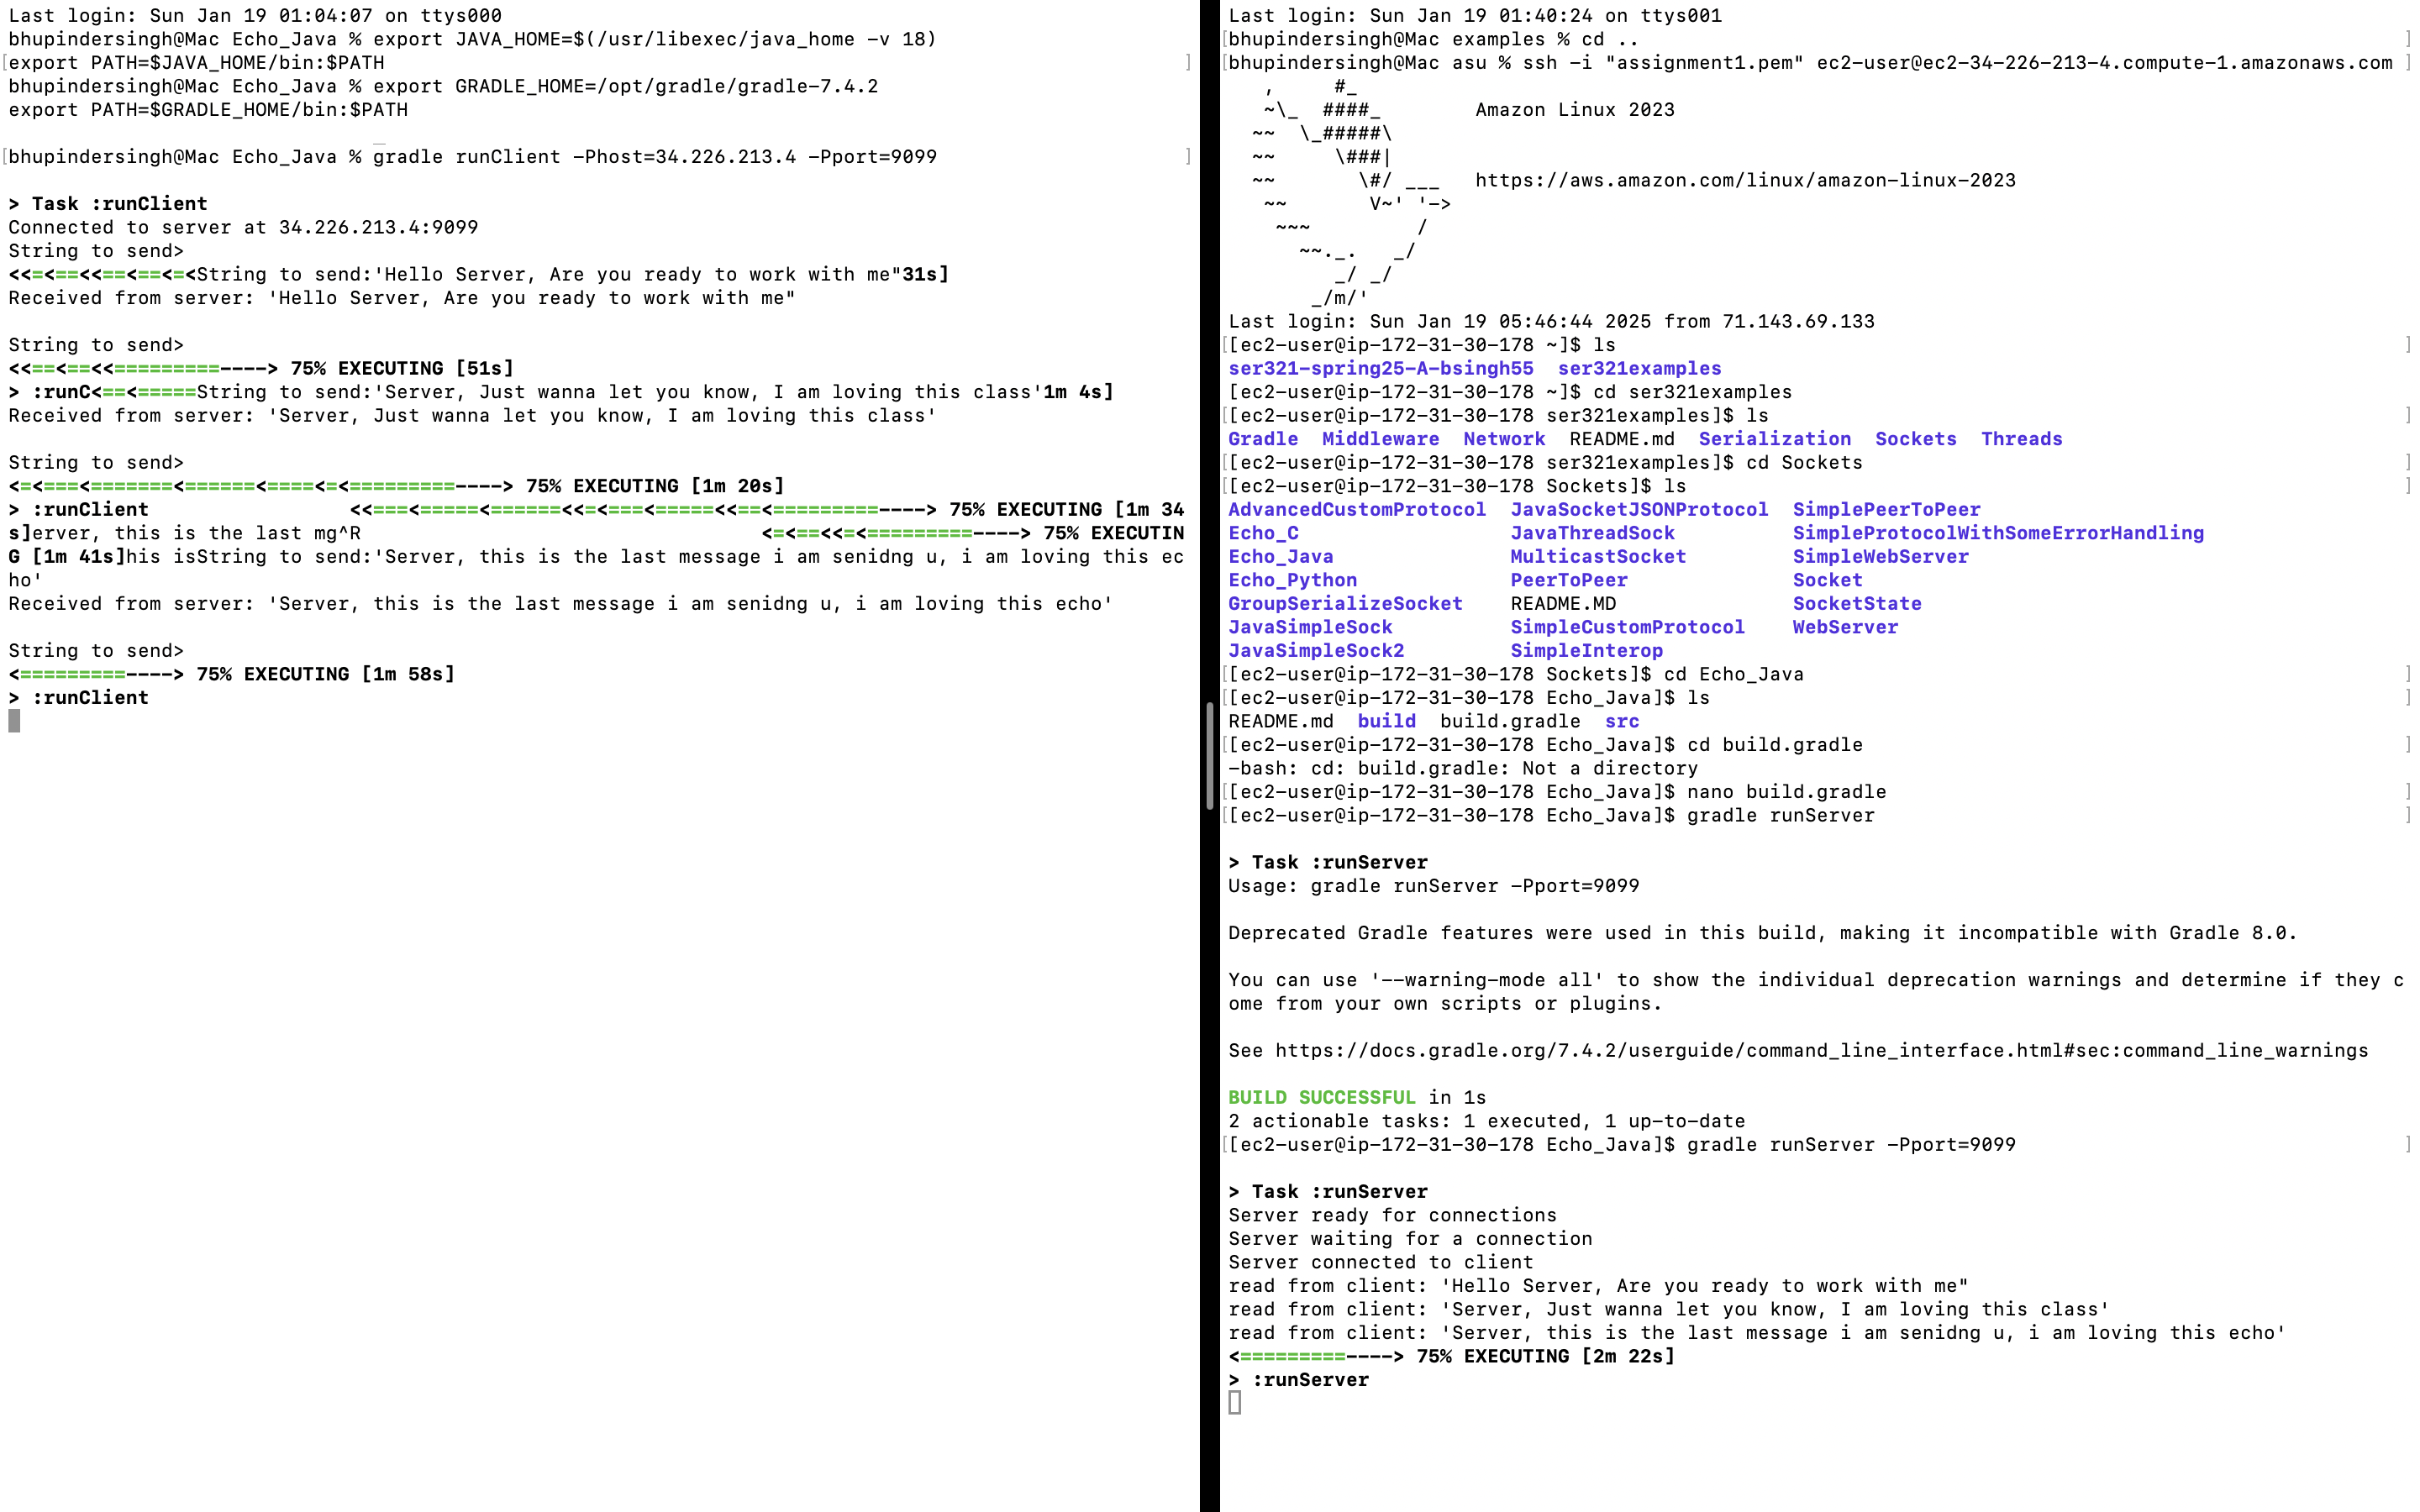 Last login: Sun Jan 19 01:04:07 on ttys000
bhupindersingh@Mac Echo_Java % export JAVA_HOME=$(/usr/libexec/java_home -v 18)
[export PATH=$JAVA_HOME/bin:$PATH ]
bhupindersingh@Mac Echo_Java % export GRADLE_HOME=/opt/gradle/gradle-7.4.2
export PATH=$GRADLE_HOME/bin:$PATH
[bhupindersingh@Mac Echo_Java % gradle runClient -Phost=34.226.213.4 -Pport=9099 ]
> Task :runClient
Connected to server at 34.226.213.4:9099
String to send>
<<=<==<<==<==<=<String to send:'Hello Server, Are you ready to work with me"31s]
Received from server: 'Hello Server, Are you ready to work with me"
String to send>
<<==<==<<=========----> 75% EXECUTING [51s]
> :runC<==<=====String to send:'Server, Just wanna let you know, I am loving this class'1m 4s]
Received from server: 'Server, Just wanna let you know, I am loving this class'
String to send>
<=<===<=======<======<====<=<=========----> 75% EXECUTING [1m 20s]
> :runClient <<===<=====<======<<=<===<=====<<==<=========----> 75% EXECUTING [1m 34
s]erver, this is the last mg^R <=<==<<=<=========----> 75% EXECUTIN
G [1m 41s]his isString to send:'Server, this is the last message i am senidng u, i am loving this ec
ho'
Received from server: 'Server, this is the last message i am senidng u, i am loving this echo'
String to send>
<=========----> 75% EXECUTING [1m 58s]
> :runClient
Last login: Sun Jan 19 01:40:24 on ttys001
[bhupindersingh@Mac examples % cd .. ]
[bhupindersingh@Mac asu % ssh -i "assignment1.pem" ec2-user@ec2-34-226-213-4.compute-1.amazonaws.com ]
   ,     #_
   ~\_  ####_        Amazon Linux 2023
  ~~  \_#####\
  ~~     \###|
  ~~       \#/ ___   https://aws.amazon.com/linux/amazon-linux-2023
   ~~       V~' '->
    ~~~         /
      ~~._.   _/
         _/ _/
       _/m/'
Last login: Sun Jan 19 05:46:44 2025 from 71.143.69.133
[[ec2-user@ip-172-31-30-178 ~]$ ls ]
ser321-spring25-A-bsingh55  ser321examples
[ec2-user@ip-172-31-30-178 ~]$ cd ser321examples
[[ec2-user@ip-172-31-30-178 ser321examples]$ ls ]
Gradle  Middleware  Network  README.md  Serialization  Sockets  Threads
[[ec2-user@ip-172-31-30-178 ser321examples]$ cd Sockets ]
[[ec2-user@ip-172-31-30-178 Sockets]$ ls ]
AdvancedCustomProtocol  JavaSocketJSONProtocol  SimplePeerToPeer
Echo_C                  JavaThreadSock          SimpleProtocolWithSomeErrorHandling
Echo_Java               MulticastSocket         SimpleWebServer
Echo_Python             PeerToPeer              Socket
GroupSerializeSocket    README.MD               SocketState
JavaSimpleSock          SimpleCustomProtocol    WebServer
JavaSimpleSock2         SimpleInterop
[[ec2-user@ip-172-31-30-178 Sockets]$ cd Echo_Java ]
[[ec2-user@ip-172-31-30-178 Echo_Java]$ ls ]
README.md  build  build.gradle  src
[[ec2-user@ip-172-31-30-178 Echo_Java]$ cd build.gradle ]
-bash: cd: build.gradle: Not a directory
[[ec2-user@ip-172-31-30-178 Echo_Java]$ nano build.gradle ]
[[ec2-user@ip-172-31-30-178 Echo_Java]$ gradle runServer ]
> Task :runServer
Usage: gradle runServer -Pport=9099
Deprecated Gradle features were used in this build, making it incompatible with Gradle 8.0.
You can use '--warning-mode all' to show the individual deprecation warnings and determine if they c
ome from your own scripts or plugins.
See https://docs.gradle.org/7.4.2/userguide/command_line_interface.html#sec:command_line_warnings
BUILD SUCCESSFUL in 1s
2 actionable tasks: 1 executed, 1 up-to-date
[[ec2-user@ip-172-31-30-178 Echo_Java]$ gradle runServer -Pport=9099 ]
> Task :runServer
Server ready for connections
Server waiting for a connection
Server connected to client
read from client: 'Hello Server, Are you ready to work with me"
read from client: 'Server, Just wanna let you know, I am loving this class'
read from client: 'Server, this is the last message i am senidng u, i am loving this echo'
<=========----> 75% EXECUTING [2m 22s]
> :runServer